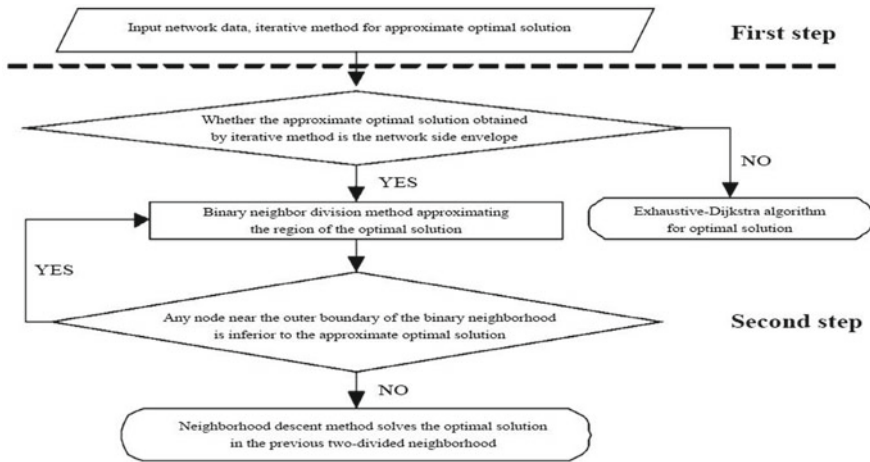 Input network data, iterative method for approximate optimal solution
First step
Whether the approximate optimal solution obtained
by iterative method is the network side envelope
NO
YES
Binary neighbor division method approximating
the region of the optimal solution
Exhaustive-Dijkstra algorithm
for optimal solution
YES
Any node near the outer boundary of the binary neighborhood
is inferior to the approximate optimal solution
Second step
NO
Neighborhood descent method solves the optimal solution
in the previous two-divided neighborhood